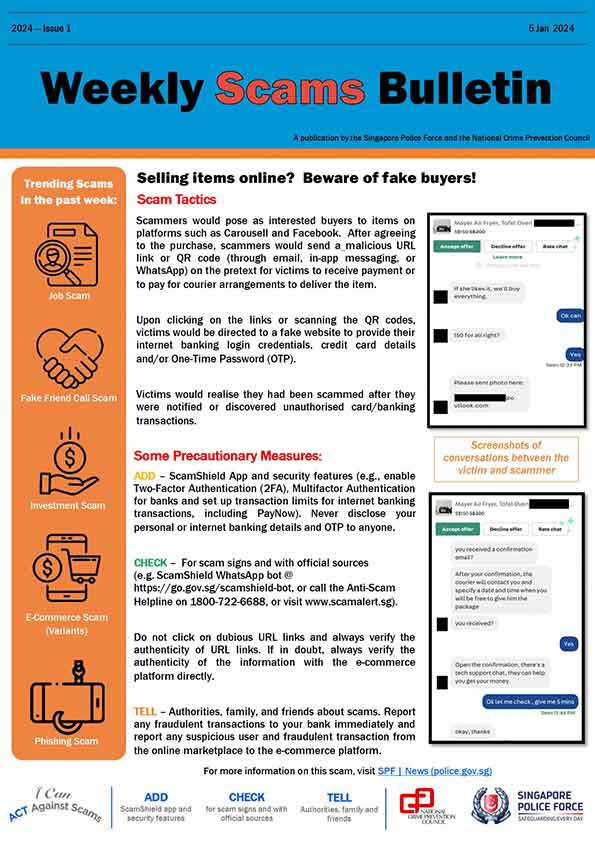 2024 – Issue 1
5 Jan 2024
Weekly Scams Bulletin
A publication by the Singapore Police Force and the National Crime Prevention Council
Trending Scams
In the past week:
Job Scam
Fake Friend Call Scam
Investment Scam
E-Commerce Scam
(Variants)
Phishing Scam
Selling items online? Beware of fake buyers!
Scam Tactics
Scammers would pose as interested buyers to items on
platforms such as Carousell and Facebook. After agreeing
to the purchase, scammers would send a malicious URL
link or QR code (through email, in-app messaging, or
WhatsApp) on the pretext for victims to receive payment or
to pay for courier arrangements to deliver the item.
Upon clicking on the links or scanning the QR codes,
victims would be directed to a fake website to provide their
internet banking login credentials, credit card details
and/or One-Time Password (OTP).
Victims would realise they had been scammed after they
were notified or discovered unauthorised card/banking
transactions.
Some Precautionary Measures:
ADD – ScamShield App and security features (e.g., enable
Two-Factor Authentication (2FA), Multifactor Authentication
for banks and set up transaction limits for internet banking
transactions, including PayNow). Never disclose your
personal or internet banking details and OTP to anyone.
CHECK – For scam signs and with official sources
(e.g. ScamShield WhatsApp bot @
https://go.gov.sg/scamshield-bot, or call the Anti-Scam
Helpline on 1800-722-6688, or visit www.scamalert.sg).
Do not click on dubious URL links and always verify the
authenticity of URL links. If in doubt, always verify the
authenticity of the information with the e-commerce
platform directly.
TELL – Authorities, family, and friends about scams. Report
any fraudulent transactions to your bank immediately and
report any suspicious user and fraudulent transaction from
the online marketplace to the e-commerce platform.
Mayer Air Fryer, Tofel Oven
Accept offer
Decline offer
Rate chat
Learn more
If she likes it, we'll buy
everything.
Ok can
150 for all right?
Yes
Seen 12:33 PM
Please sent photo here:
utlook.com
Screenshots of
conversations between the
victim and scammer
Mayer Air Fryer, Tofel Oven
Accept offer
Decline offer
Rate chat
you received a confirmation
email?
After your confirmation, the
courier will contact you and
specify a date and time when you
will be free to give him the
package
you received?
Yes
Open the confirmation, there's a
tech support chat, they can help
you get your money.
Ok let me check, give me 5 mins
Okay, thanks
For more information on this scam, visit SPF | News (police.gov.sg)
I Can
ACT Against Scams
ADD
ScamShield app and
security features
CHECK
for scam signs and with
official sources
TELL
Authorities, family and
friends
NATIONAL
CRIME PREVENTION
COUNCIL
SINGAPORE
POLICE FORCE
SAFEGUARDING EVERY DAY